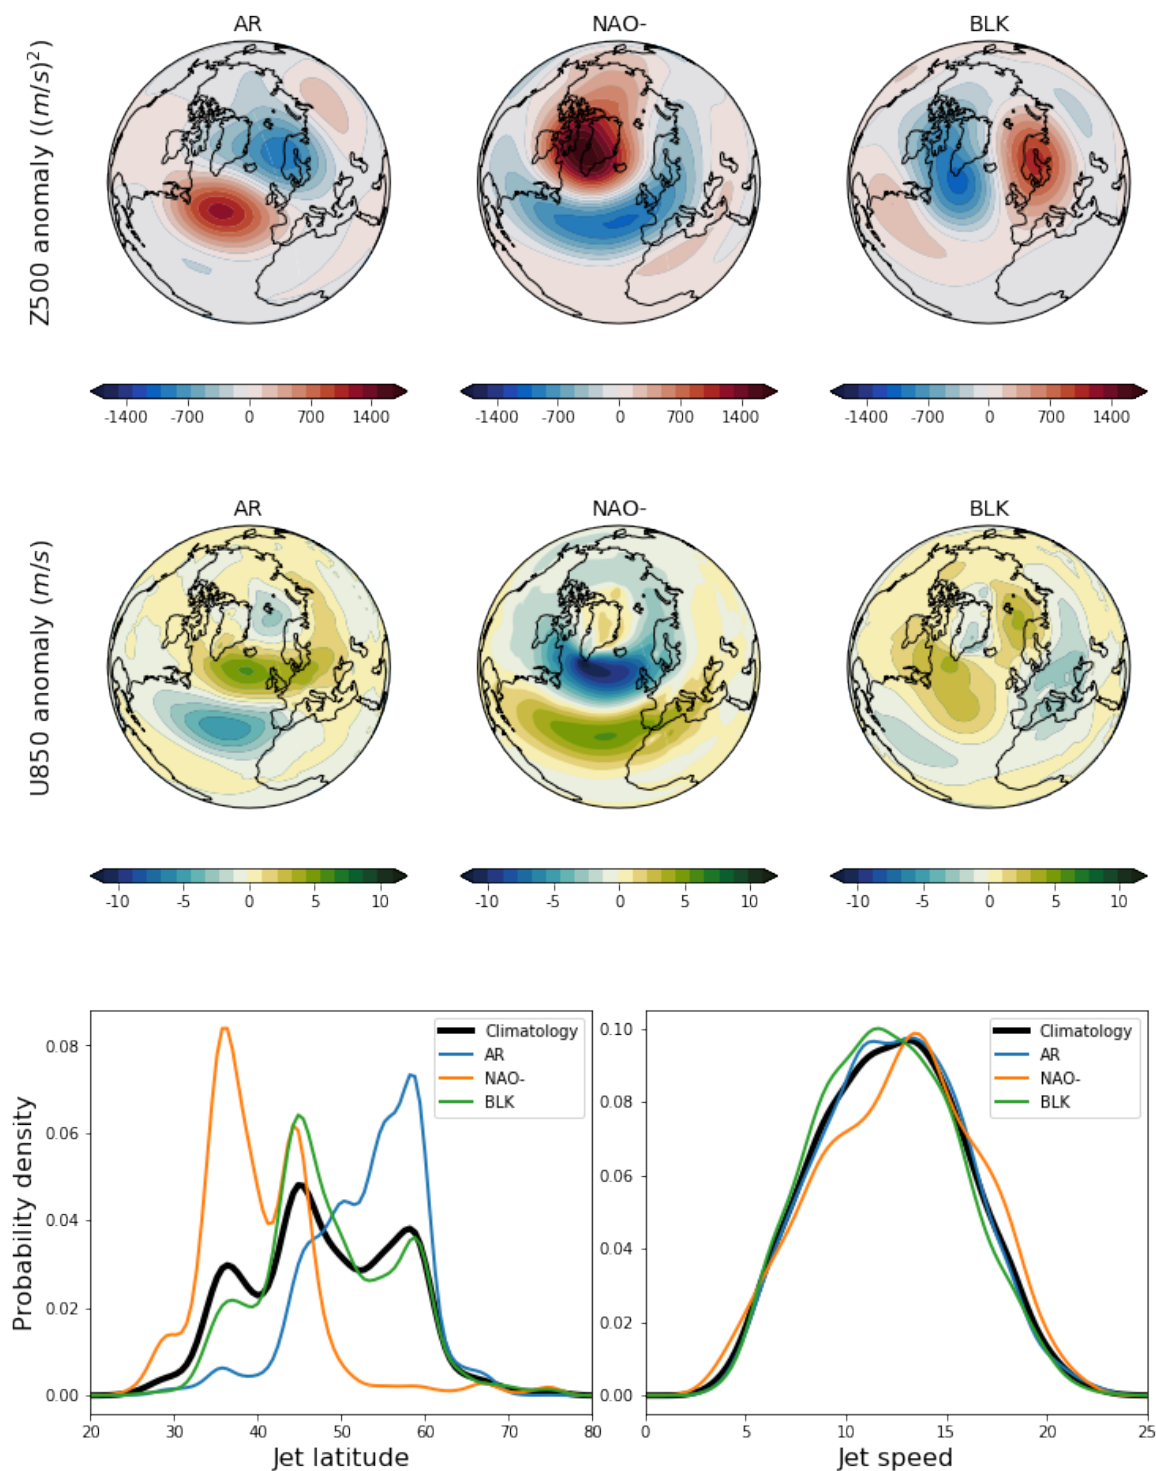 AR NAO- BLK
Z500 anomaly ((m/s)²)
-1400 -700 0 700 1400 -1400 -700 0 700 1400 -1400 -700 0 700 1400
AR NAO- BLK
U850 anomaly (m/s)
-10 -5 0 5 10 -10 -5 0 5 10 -10 -5 0 5 10
Probability density
0.08
0.06
0.04
0.02
0.00
Climatology
AR
NAO-
BLK
20 30 40 50 60 70 80
Jet latitude
0.10
0.08
0.06
0.04
0.02
0.00
Climatology
AR
NAO-
BLK
0 5 10 15 20 25
Jet speed